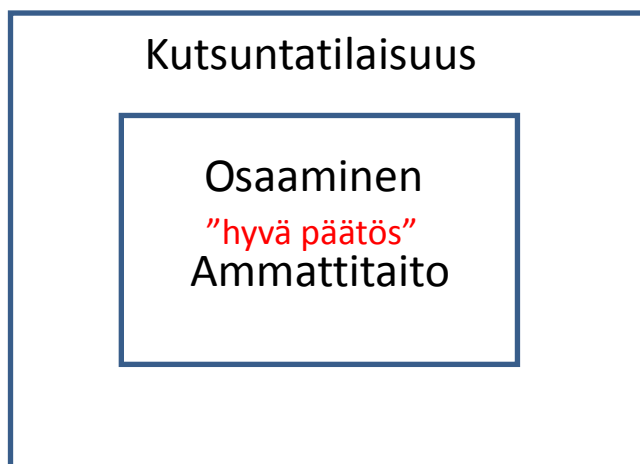 Kutsuntatilaisuus
Osaaminen
”hyvä päätös”
Ammattitaito